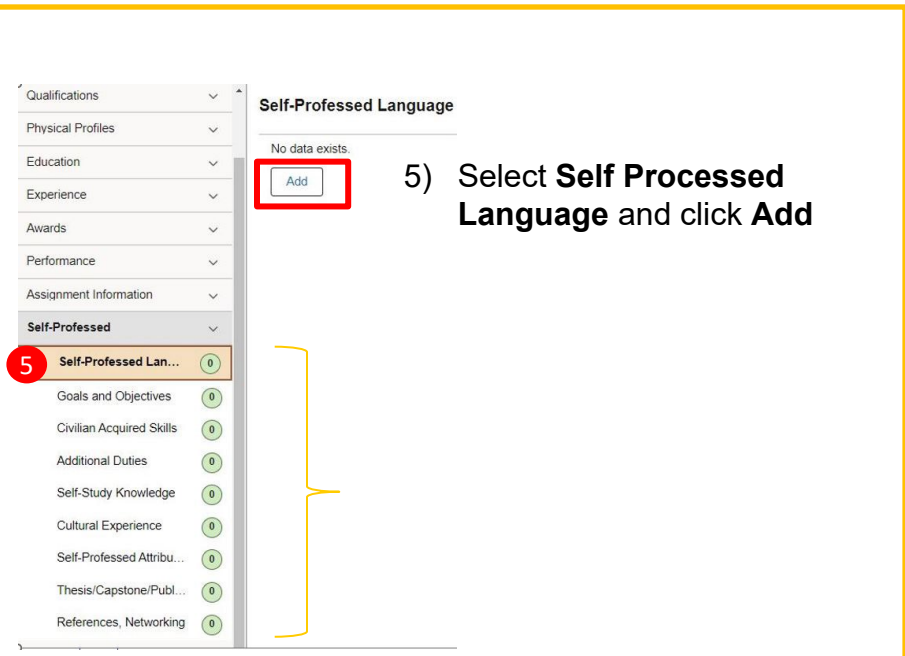 Qualifications
Physical Profiles
Education
Experience
Awards
Performance
Assignment Information
Self-Professed
5
Self-Professed Lan...
0
Goals and Objectives
0
Civilian Acquired Skills
0
Additional Duties
0
Self-Study Knowledge
0
Cultural Experience
0
Self-Professed Attribu...
0
Thesis/Capstone/Publ...
0
References, Networking
0
Self-Professed Language
No data exists.
Add
5) Select Self Processed
Language and click Add